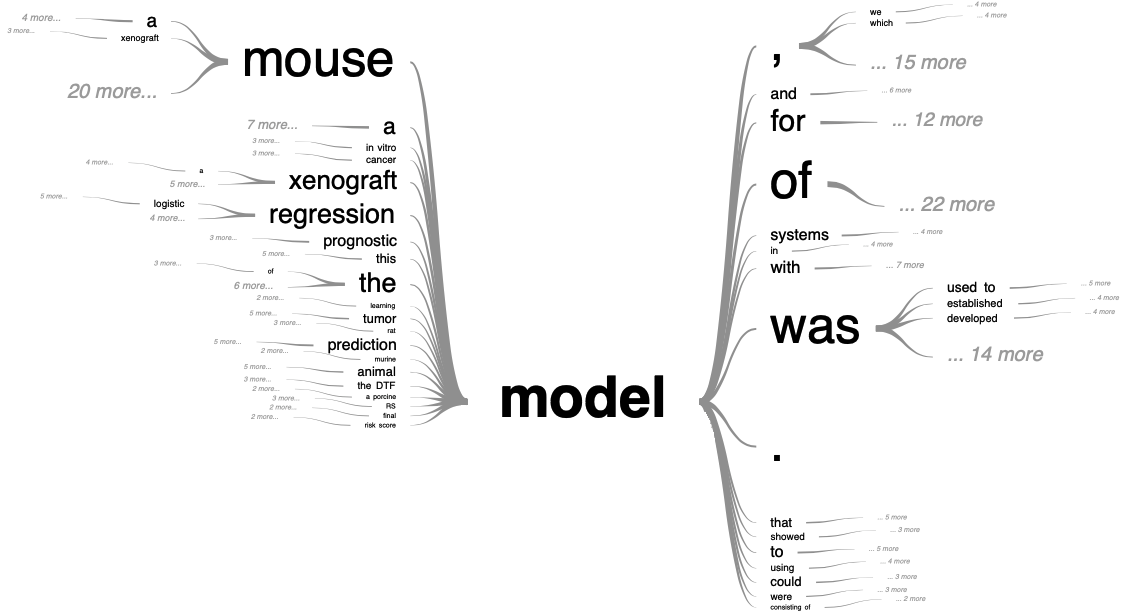 4 more... a
3 more... xenograft
20 more...
mouse
7 more... a
3 more... in vitro
3 more... cancer
4 more... a
5 more...
xenograft
5 more... logistic
4 more...
regression
3 more... prognostic
5 more... this
3 more... of
6 more...
the
2 more... learning
5 more... tumor
3 more... rat
5 more... prediction
2 more... murine
5 more... animal
3 more... the DTF
2 more... a porcine
3 more... RS
2 more... final
2 more... risk score
model
,
we ... 4 more
which ... 4 more
... 15 more
and ... 6 more
for ... 12 more
of ... 22 more
systems ... 4 more
in ... 4 more
with ... 7 more
was
used to ... 5 more
established ... 4 more
developed ... 4 more
... 14 more
.
that ... 5 more
showed ... 3 more
to ... 5 more
using ... 4 more
could ... 3 more
were ... 3 more
consisting of ... 2 more